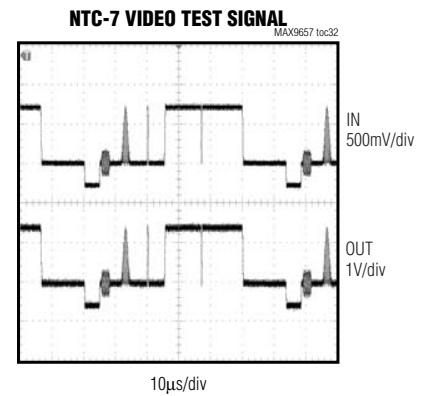 NTC-7 VIDEO TEST SIGNAL
MAX9657 toc32
IN
500mV/div
OUT
1V/div
10µs/div